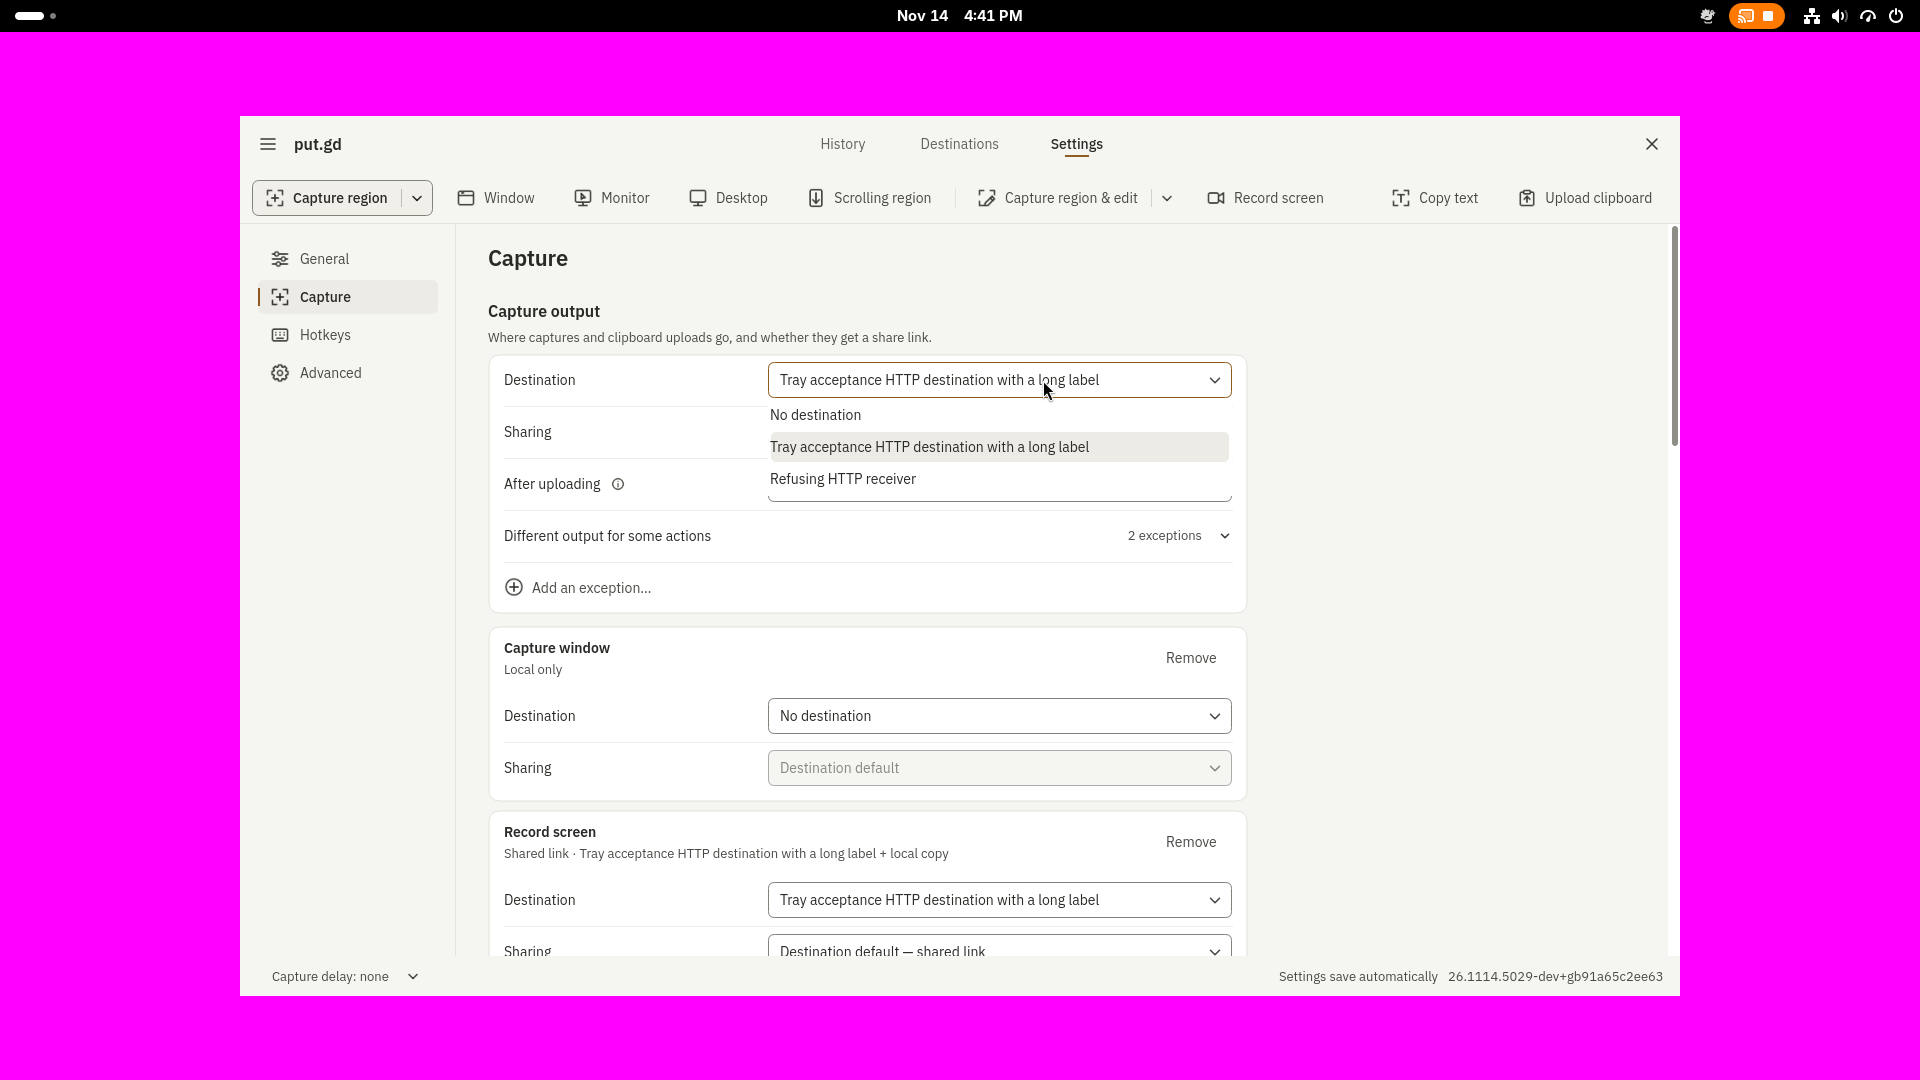 Nov 14 4:41 PM
put.gd
History Destinations Settings
Capture region Window Monitor Desktop Scrolling region Capture region & edit Record screen Copy text Upload clipboard
General
Capture
Hotkeys
Advanced
Capture
Capture output
Where captures and clipboard uploads go, and whether they get a share link.
Destination Tray acceptance HTTP destination with a long label
No destination
Sharing
Tray acceptance HTTP destination with a long label
Refusing HTTP receiver
After uploading
Different output for some actions 2 exceptions
Add an exception...
Capture window
Local only
Remove
Destination No destination
Sharing Destination default
Record screen
Shared link · Tray acceptance HTTP destination with a long label + local copy
Remove
Destination Tray acceptance HTTP destination with a long label
Sharing Destination default — shared link
Capture delay: none Settings save automatically 26.1114.5029-dev+gb91a65c2ee63